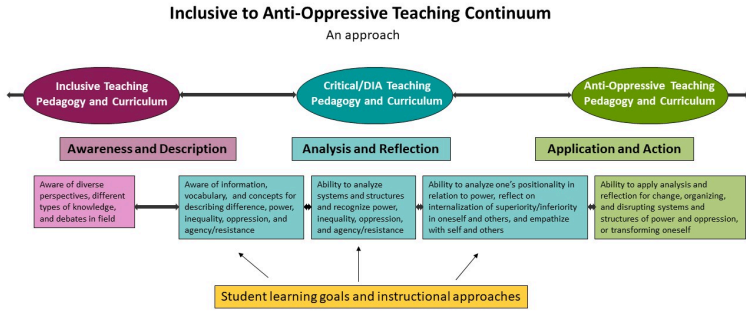 Inclusive to Anti-Oppressive Teaching Continuum
An approach
Inclusive Teaching
Pedagogy and Curriculum
Critical/DIA Teaching
Pedagogy and Curriculum
Anti-Oppressive Teaching
Pedagogy and Curriculum
Awareness and Description
Analysis and Reflection
Application and Action
Aware of diverse
perspectives, different
types of knowledge,
and debates in field
Aware of information,
vocabulary, and concepts for
describing difference, power,
inequality, oppression, and
agency/resistance
Ability to analyze
systems and structures
and recognize power,
inequality, oppression,
and agency/resistance
Ability to analyze one's positionality in
relation to power, reflect on
internalization of superiority/inferiority
in oneself and others, and empathize
with self and others
Ability to apply analysis and
reflection for change, organizing,
and disrupting systems and
structures of power and oppression,
or transforming oneself
Student learning goals and instructional approaches